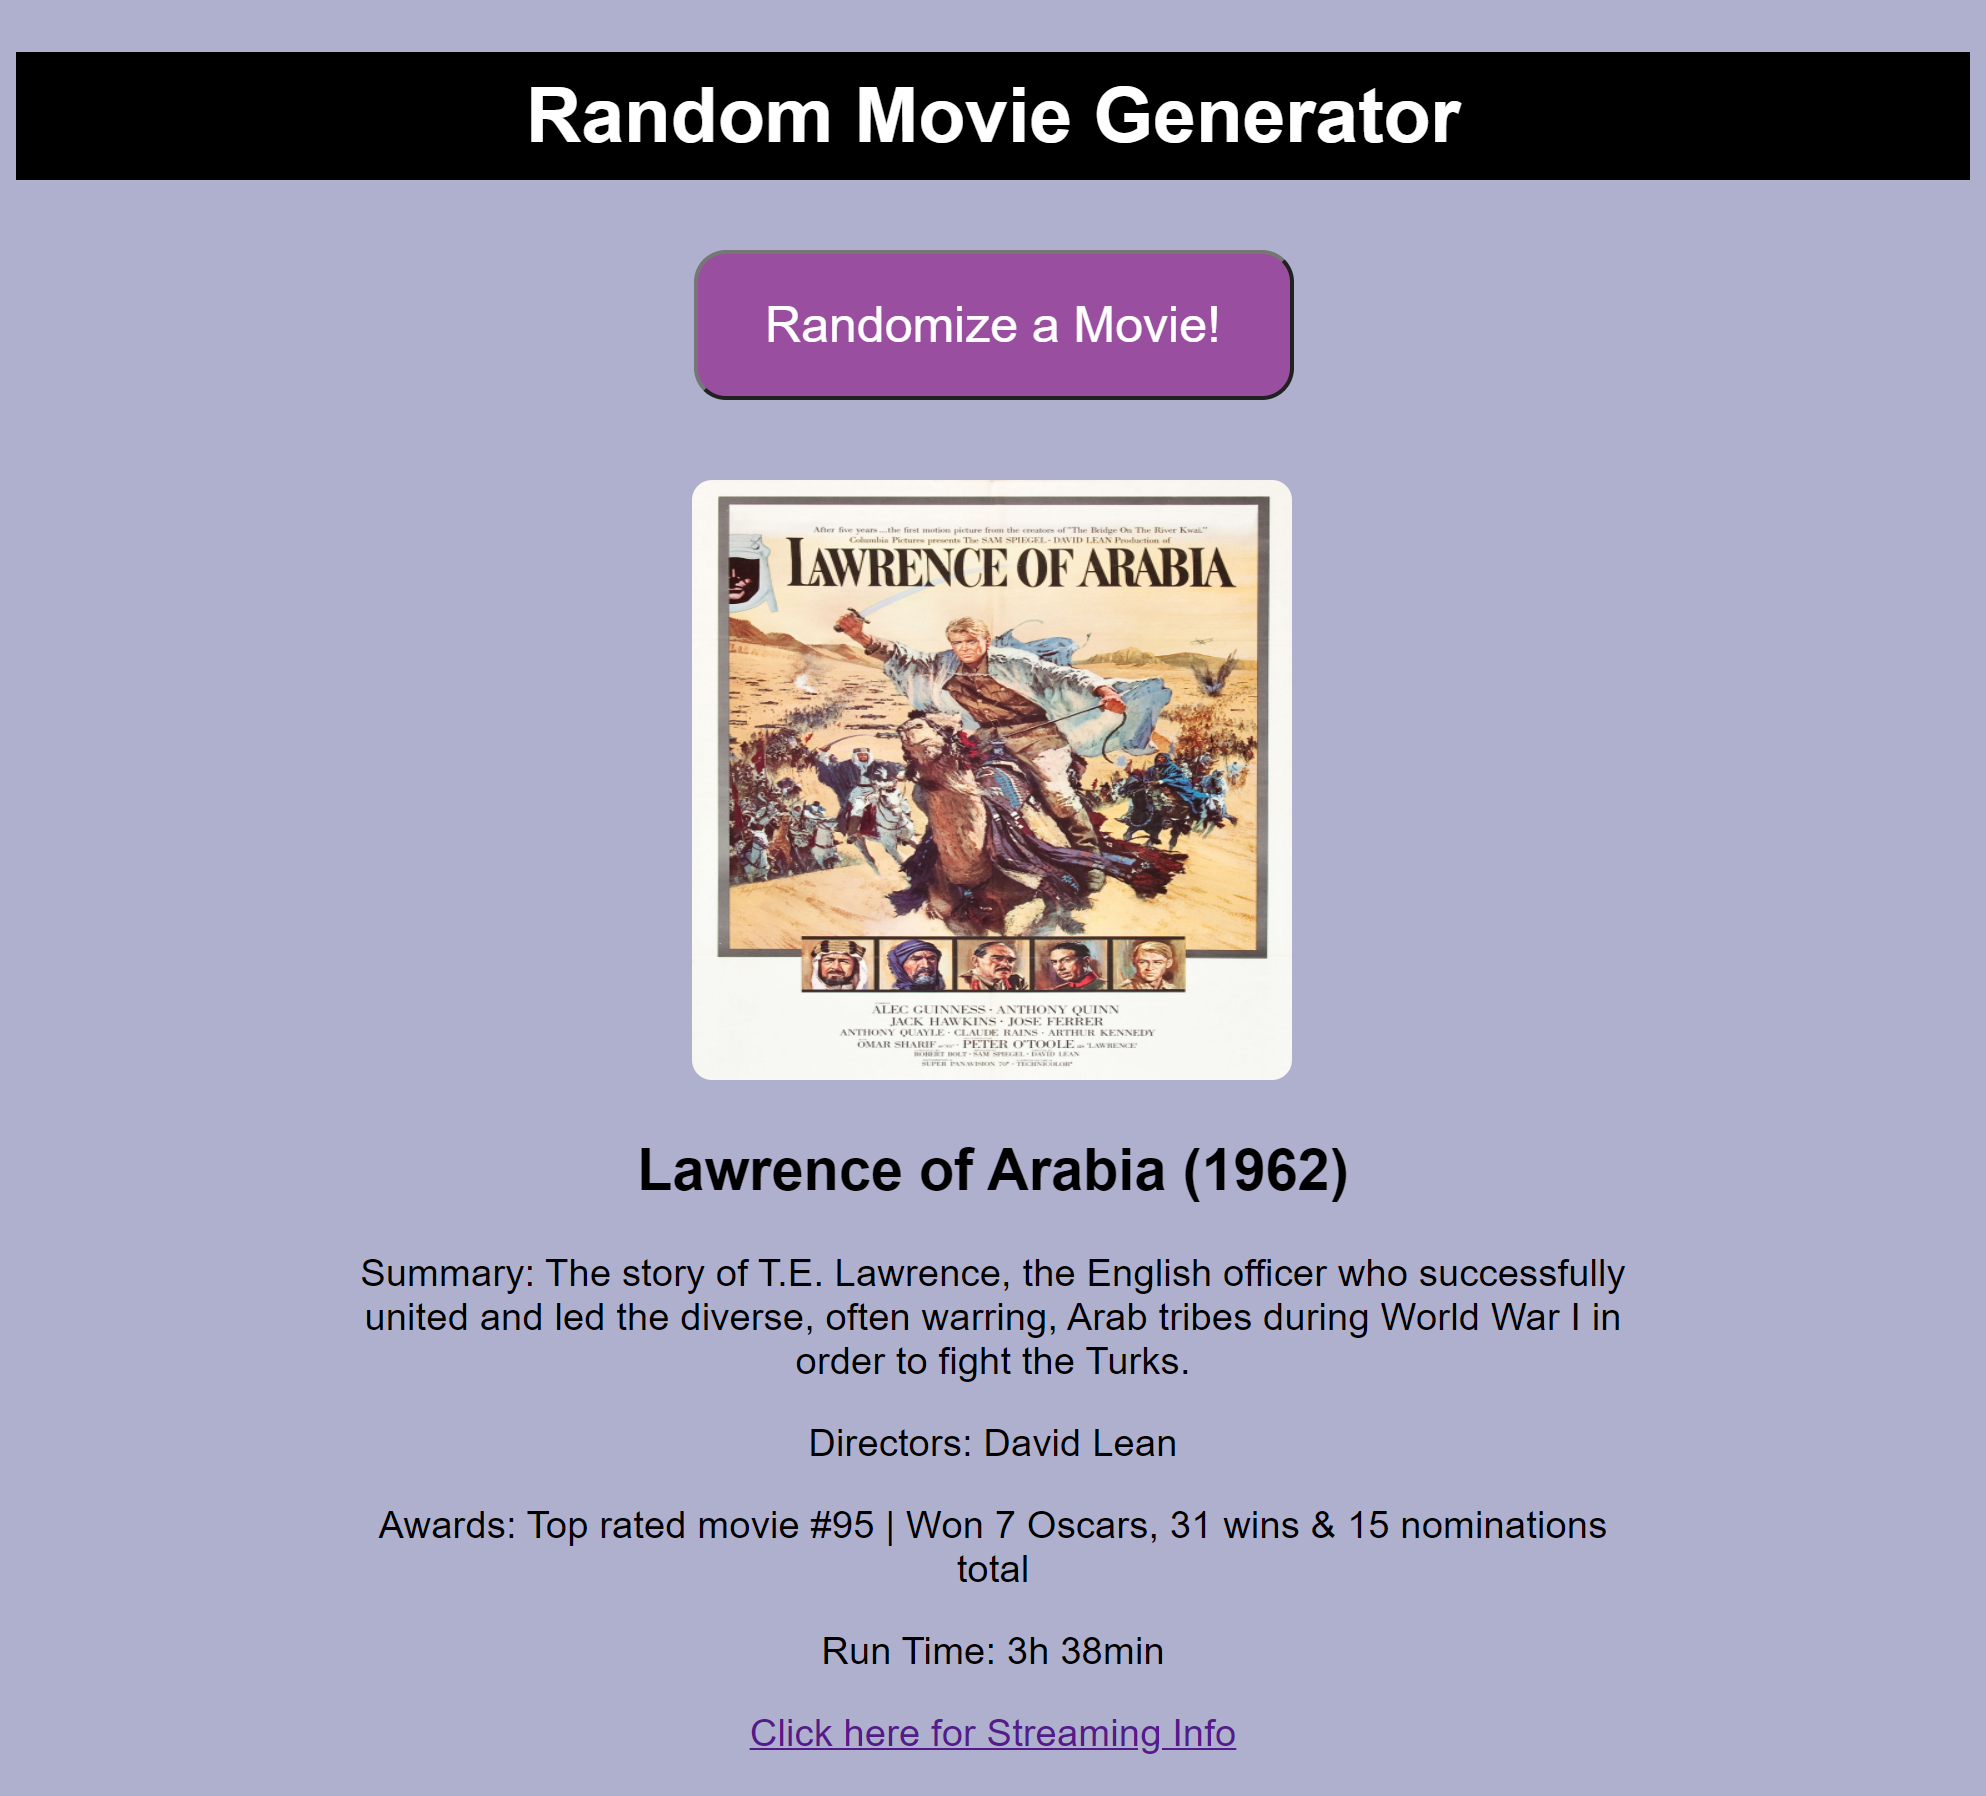 Random Movie Generator
Randomize a Movie!
After five years...the first motion picture from the creators of "The Bridge On The River Kwai."
Columbia Pictures presents The SAM SPIEGEL · DAVID LEAN Production of
LAWRENCE OF ARABIA
ALEC GUINNESS · ANTHONY QUINN
JACK HAWKINS · JOSE FERRER
ANTHONY QUAYLE · CLAUDE RAINS · ARTHUR KENNEDY
OMAR SHARIF · PETER O'TOOLE as 'LAWRENCE'
ROBERT BOLT · SAM SPIEGEL · DAVID LEAN
SUPER PANAVISION 70® · TECHNICOLOR®
Lawrence of Arabia (1962)
Summary: The story of T.E. Lawrence, the English officer who successfully
united and led the diverse, often warring, Arab tribes during World War I in
order to fight the Turks.
Directors: David Lean
Awards: Top rated movie #95 | Won 7 Oscars, 31 wins & 15 nominations
total
Run Time: 3h 38min
Click here for Streaming Info